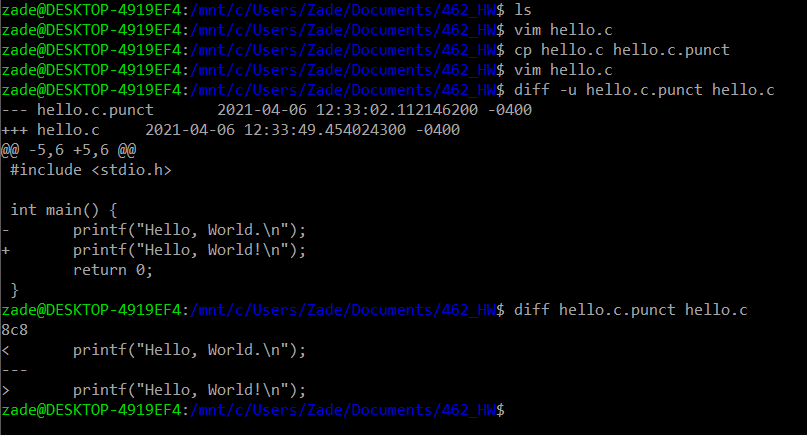 zade@DESKTOP-4919EF4:/mnt/c/Users/Zade/Documents/462_HW$ ls
zade@DESKTOP-4919EF4:/mnt/c/Users/Zade/Documents/462_HW$ vim hello.c
zade@DESKTOP-4919EF4:/mnt/c/Users/Zade/Documents/462_HW$ cp hello.c hello.c.punct
zade@DESKTOP-4919EF4:/mnt/c/Users/Zade/Documents/462_HW$ vim hello.c
zade@DESKTOP-4919EF4:/mnt/c/Users/Zade/Documents/462_HW$ diff -u hello.c.punct hello.c
--- hello.c.punct       2021-04-06 12:33:02.112146200 -0400
+++ hello.c     2021-04-06 12:33:49.454024300 -0400
@@ -5,6 +5,6 @@
 #include <stdio.h>

 int main() {
-       printf("Hello, World.\n");
+       printf("Hello, World!\n");
        return 0;
 }
zade@DESKTOP-4919EF4:/mnt/c/Users/Zade/Documents/462_HW$ diff hello.c.punct hello.c
8c8
<       printf("Hello, World.\n");
---
>       printf("Hello, World!\n");
zade@DESKTOP-4919EF4:/mnt/c/Users/Zade/Documents/462_HW$